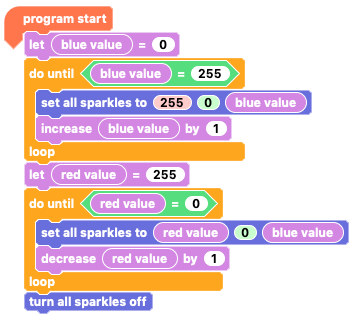 program start
let blue value = 0
do until blue value = 255
set all sparkles to 255 0 blue value
increase blue value by 1
loop
let red value = 255
do until red value = 0
set all sparkles to red value 0 blue value
decrease red value by 1
loop
turn all sparkles off